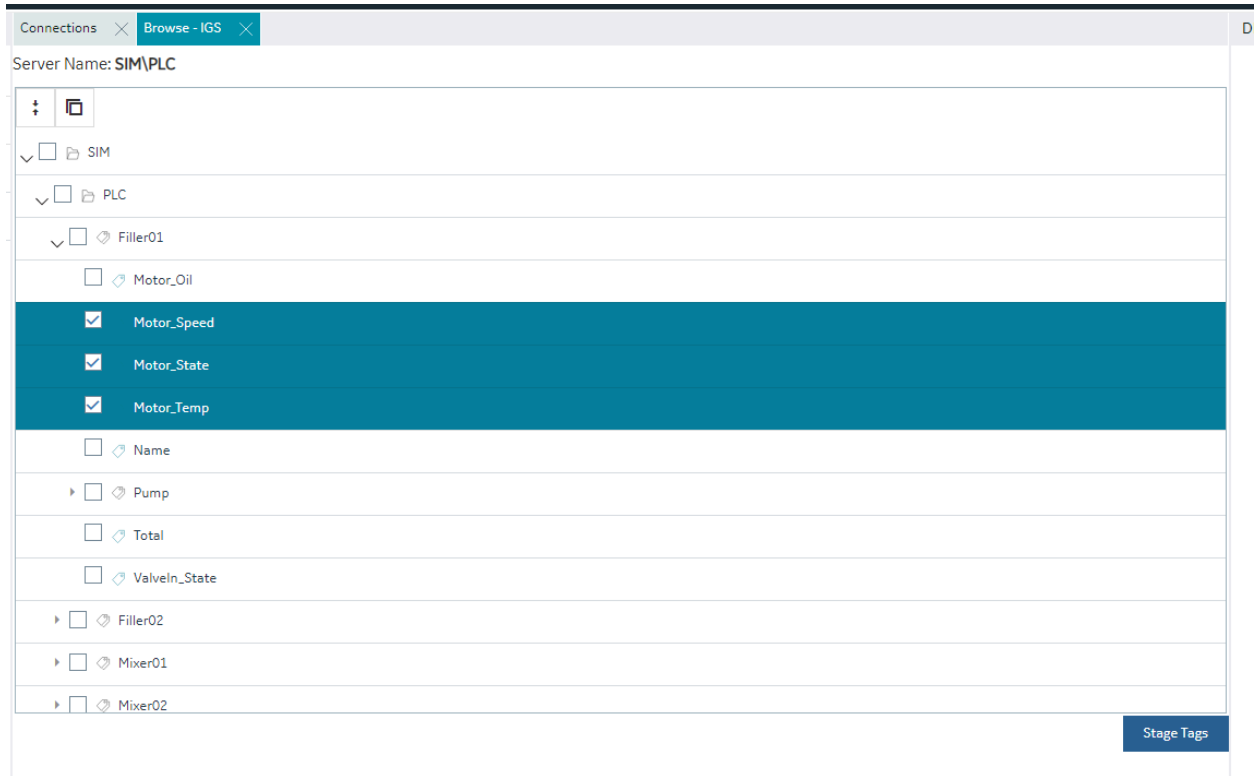 Connections
Browse - IGS
D
Server Name: SIM\PLC
SIM
PLC
Filler01
Motor_Oil
Motor_Speed
Motor_State
Motor_Temp
Name
Pump
Total
ValveIn_State
Filler02
Mixer01
Mixer02
Stage Tags